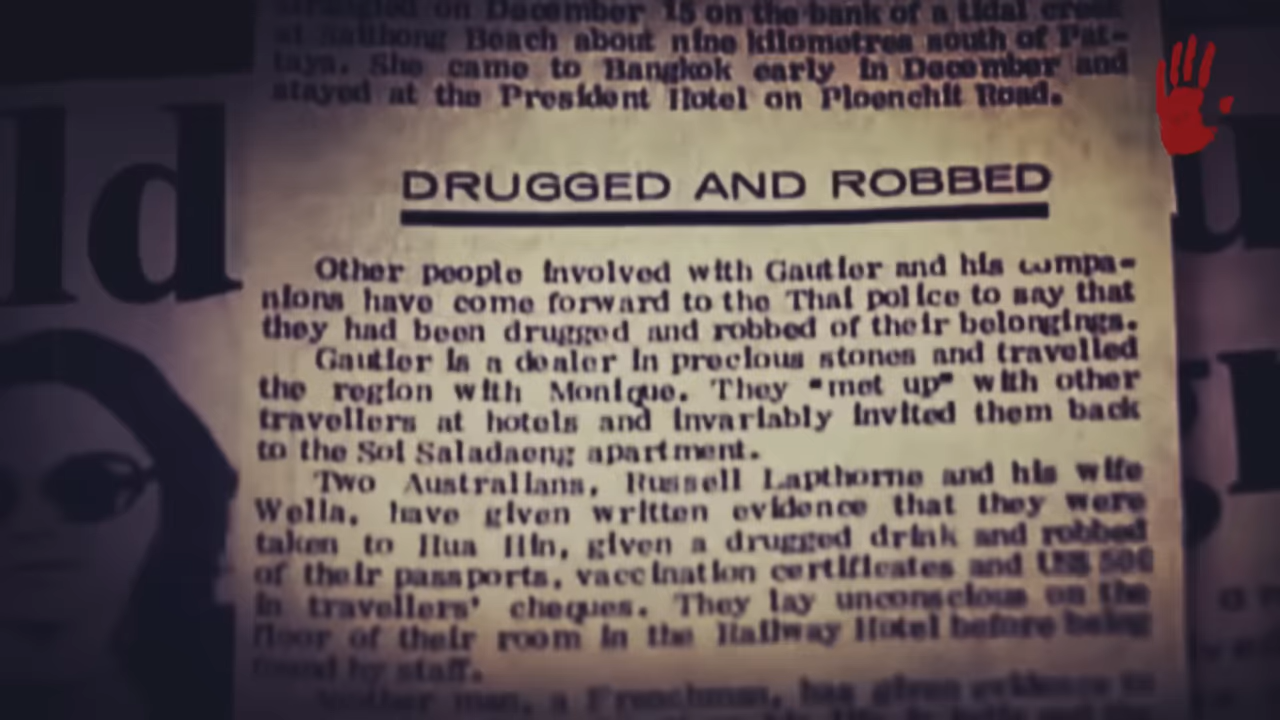 ld
strangled on December 15 on the bank of a tidal creek
at Saithong Beach about nine kilometres south of Pat-
taya. She came to Bangkok early in December and
stayed at the President Hotel on Ploenchit Road.
DRUGGED AND ROBBED
Other people involved with Gautier and his compa-
nions have come forward to the Thai police to say that
they had been drugged and robbed of their belongings.
Gautier is a dealer in precious stones and travelled
the region with Monique. They "met up" with other
travellers at hotels and invariably invited them back
to the Soi Saladaeng apartment.
Two Australians, Russell Lapthorne and his wife
Wella, have given written evidence that they were
taken to Hua Hin, given a drugged drink and robbed
of their passports, vaccination certificates and US$ 500
in travellers' cheques. They lay unconscious on the
floor of their room in the Railway Hotel before being
found by staff.
Another man, a Frenchman, has given evidence to